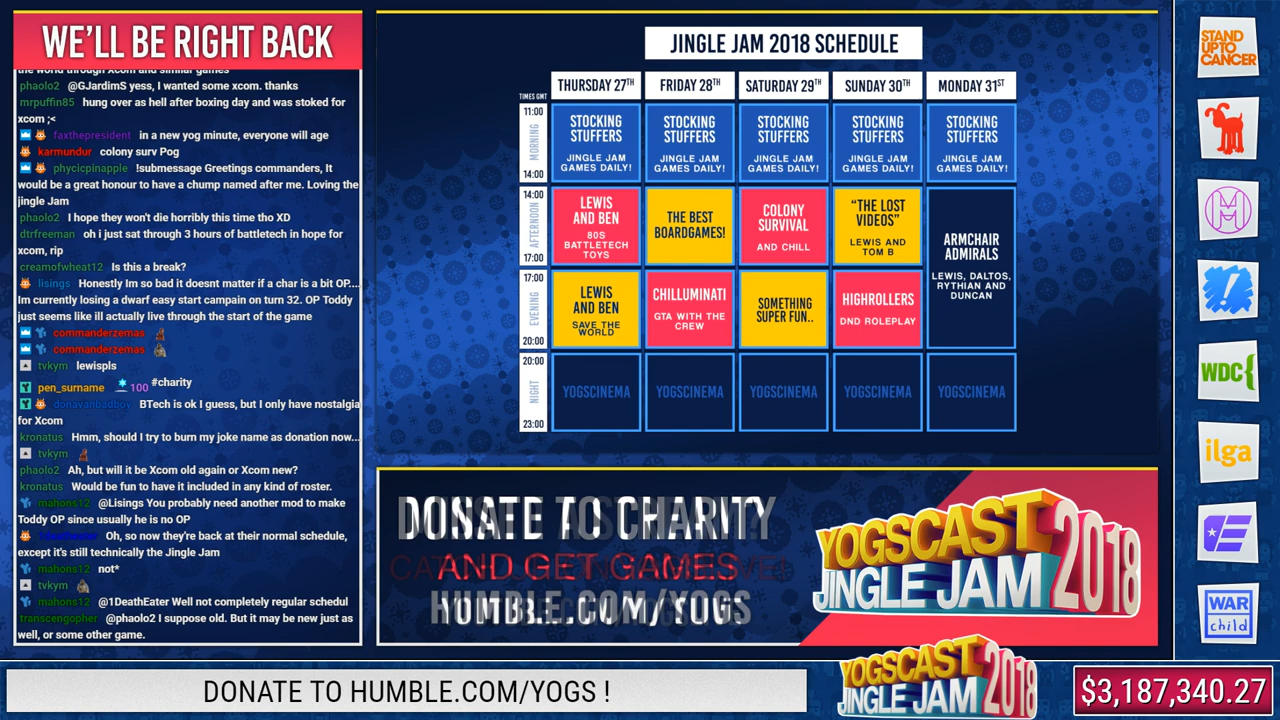 WE'LL BE RIGHT BACK
the world through Xcom and similar games
phaolo2 @GJardimS yes, I wanted some xcom. thanks
mrpuffin85 hung over as hell after boxing day and was stoked for
xcom ;<
faxthepresident in a new yog minute, everyone will age
karmundur colony surv Pog
phycicpinapple !submessage Greetings commanders, It
would be a great honour to have a chump named after me. Loving the
jingle Jam
phaolo2 I hope they won't die horribly this time too XD
dtrfreeman oh i just sat through 3 hours of battletech in hope for
xcom, rip
creamofwheat12 Is this a break?
lisings Honestly Im so bad it doesnt matter if a char is a bit OP....
Im currently losing a dwarf easy start campain on turn 32. OP Toddy
just seems like ill actually live through the start of the game
commanderzemas
commanderzemas
tvkym lewispls
pen_surname 100 #charity
donavanbadboy BTech is ok I guess, but I only have nostalgia
for Xcom
kronatus Hmm, should I try to burn my joke name as donation now...
tvkym
phaolo2 Ah, but will it be Xcom old again or Xcom new?
kronatus Would be fun to have it included in any kind of roster.
mahons12 @Lisings You probably need another mod to make
Toddy OP since usually he is no OP
Oh, so now they're back at their normal schedule,
except it's still technically the Jingle Jam
mahons12 not*
tvkym
mahons12 @1DeathEater Well not completely regular schedul
transcengopher @phaolo2 I suppose old. But it may be new just as
well, or some other game.
JINGLE JAM 2018 SCHEDULE
TIMES GMT
THURSDAY 27TH FRIDAY 28TH SATURDAY 29TH SUNDAY 30TH MONDAY 31ST
11:00
MORNING
14:00
STOCKING
STUFFERS
JINGLE JAM
GAMES DAILY!
STOCKING
STUFFERS
JINGLE JAM
GAMES DAILY!
STOCKING
STUFFERS
JINGLE JAM
GAMES DAILY!
STOCKING
STUFFERS
JINGLE JAM
GAMES DAILY!
STOCKING
STUFFERS
JINGLE JAM
GAMES DAILY!
14:00
AFTERNOON
17:00
LEWIS
AND BEN
80S
BATTLETECH
TOYS
THE BEST
BOARDGAMES!
COLONY
SURVIVAL
AND CHILL
"THE LOST
VIDEOS"
LEWIS AND
TOM B
ARMCHAIR
ADMIRALS
LEWIS, DALTOS,
RYTHIAN AND
DUNCAN
17:00
EVENING
20:00
LEWIS
AND BEN
SAVE THE
WORLD
CHILLUMINATI
GTA WITH THE
CREW
SOMETHING
SUPER FUN..
HIGHROLLERS
DND ROLEPLAY
20:00
NIGHT
23:00
YOGSCINEMA
YOGSCINEMA
YOGSCINEMA
YOGSCINEMA
YOGSCINEMA
DONATE TO CHARITY
AND GET GAMES
HUMBLE.COM/YOGS
YOGSCAST
JINGLE JAM
2018
STAND
UP TO
CANCER
WDC
ilga
WAR
child
DONATE TO HUMBLE.COM/YOGS !
YOGSCAST
JINGLE JAM
2018
$3,187,340.27